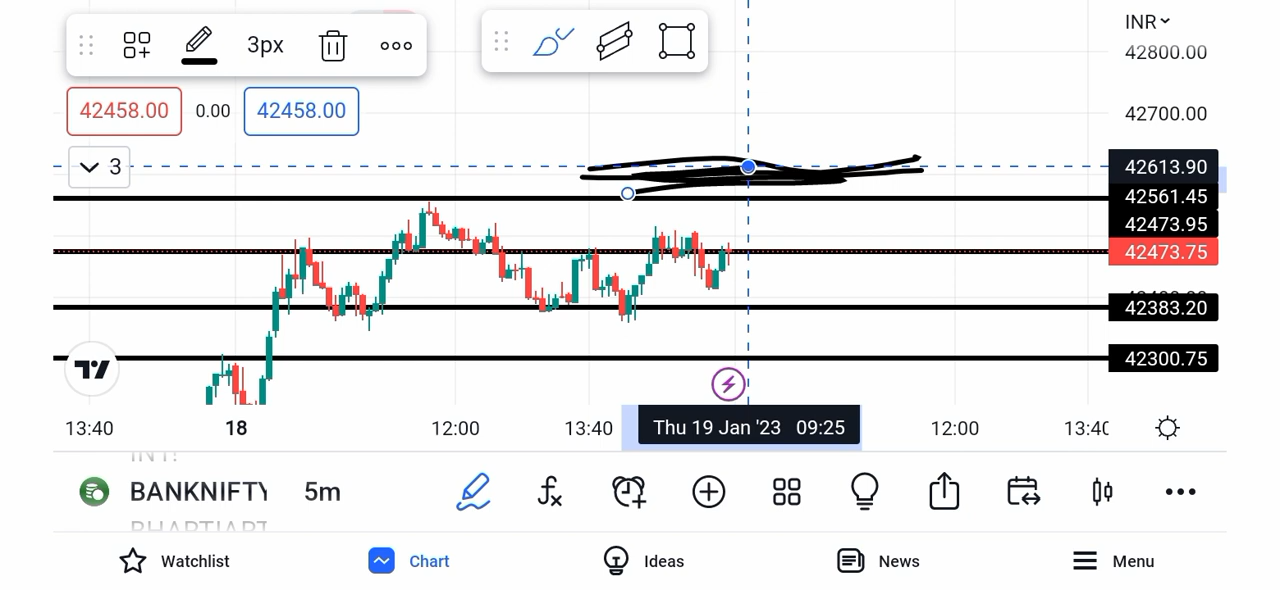 INR
42800.00
3px
42458.00 0.00 42458.00
42700.00
3
42613.90
42561.45
42473.95
42473.75
42383.20
42300.75
13:40 18 12:00 13:40 Thu 19 Jan '23 09:25 12:00 13:40
BANKNIFTY 5m
Watchlist Chart Ideas News Menu